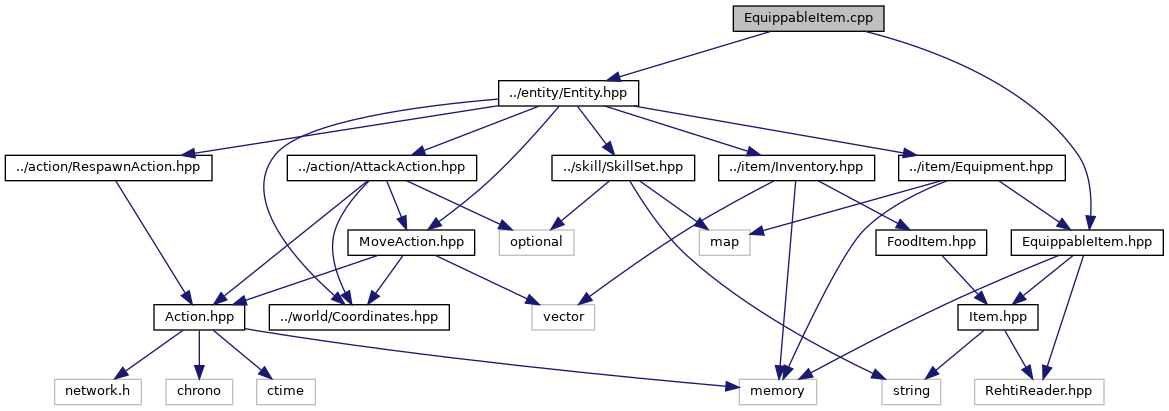 EquippableItem.cpp
../entity/Entity.hpp
../action/RespawnAction.hpp
../action/AttackAction.hpp
../skill/SkillSet.hpp
../item/Inventory.hpp
../item/Equipment.hpp
MoveAction.hpp
optional
map
FoodItem.hpp
EquippableItem.hpp
Action.hpp
../world/Coordinates.hpp
vector
Item.hpp
network.h
chrono
ctime
memory
string
RehtiReader.hpp